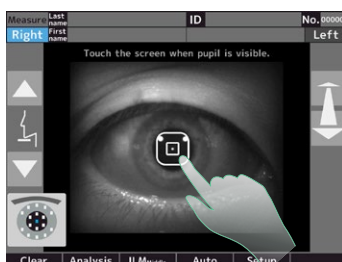 Measure Last name ID No. 00000
Right First name Left
Touch the screen when pupil is visible.
Clear Analysis Auto Setup